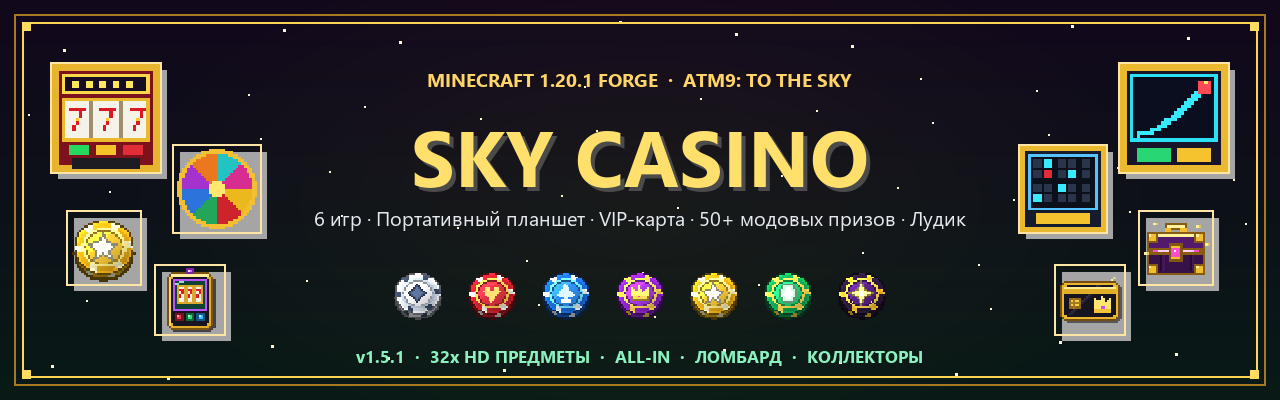 MINECRAFT 1.20.1 FORGE · ATM9: TO THE SKY
SKY CASINO
6 игр · Портативный планшет · VIP-карта · 50+ модовых призов · Лудик
v1.5.1 · 32x HD ПРЕДМЕТЫ · ALL-IN · ЛОМБАРД · КОЛЛЕКТОРЫ
777